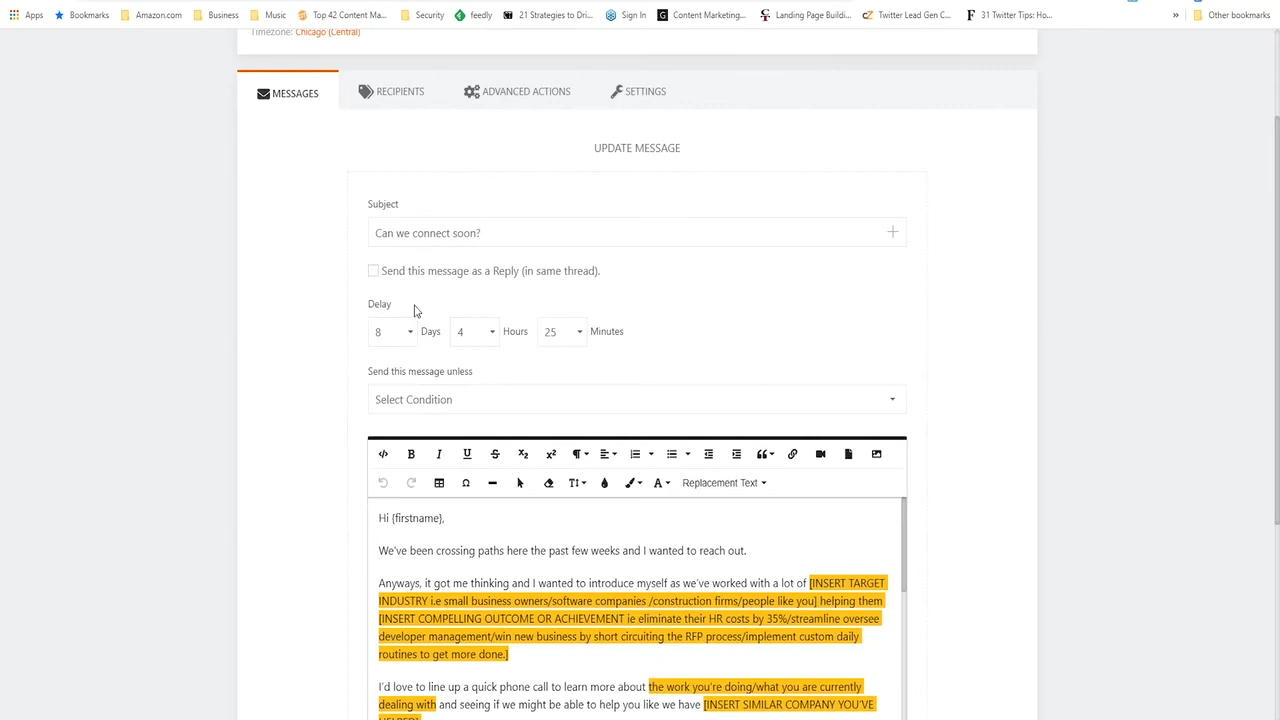 Apps Bookmarks Amazon.com Business Music Top 42 Content Ma... Security feedly 21 Strategies to Dri... Sign In Content Marketing... Landing Page Buildi... Twitter Lead Gen C... 31 Twitter Tips: Ho... » Other bookmarks
Timezone: Chicago (Central)
MESSAGES RECIPIENTS ADVANCED ACTIONS SETTINGS
UPDATE MESSAGE
Subject
Can we connect soon?
Send this message as a Reply (in same thread).
Delay
8 Days 4 Hours 25 Minutes
Send this message unless
Select Condition
Replacement Text
Hi {firstname},
We've been crossing paths here the past few weeks and I wanted to reach out.
Anyways, it got me thinking and I wanted to introduce myself as we've worked with a lot of [INSERT TARGET
INDUSTRY i.e small business owners/software companies /construction firms/people like you] helping them
[INSERT COMPELLING OUTCOME OR ACHIEVEMENT ie eliminate their HR costs by 35%/streamline oversee
developer management/win new business by short circuiting the RFP process/implement custom daily
routines to get more done.]
I'd love to line up a quick phone call to learn more about the work you're doing/what you are currently
dealing with and seeing if we might be able to help you like we have [INSERT SIMILAR COMPANY YOU'VE
HELPED]